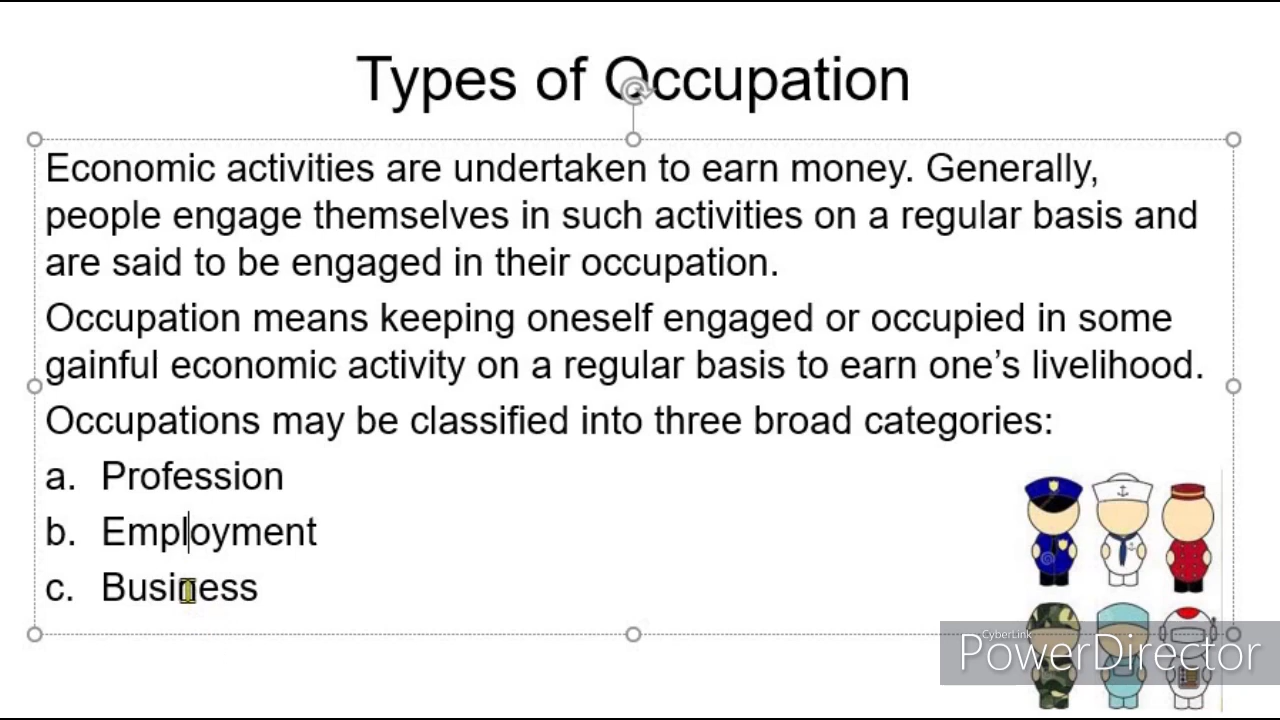 Types of Occupation
Economic activities are undertaken to earn money. Generally,
people engage themselves in such activities on a regular basis and
are said to be engaged in their occupation.
Occupation means keeping oneself engaged or occupied in some
gainful economic activity on a regular basis to earn one’s livelihood.
Occupations may be classified into three broad categories:
a. Profession
b. Employment
c. Business
CyberLink
PowerDirector